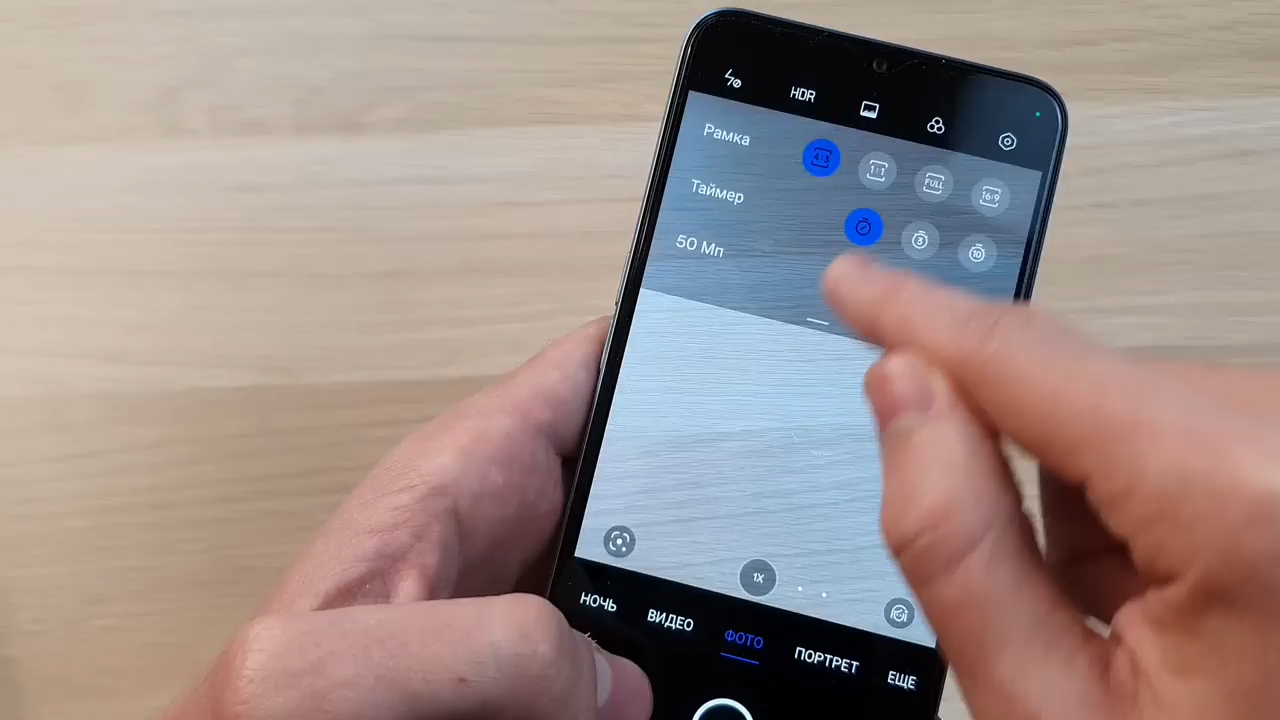 HDR
Рамка
4:3
1:1
FULL
16:9
Таймер
3
10
50 Мп
1X
НОЧЬ
ВИДЕО
ФОТО
ПОРТРЕТ
ЕЩЕ